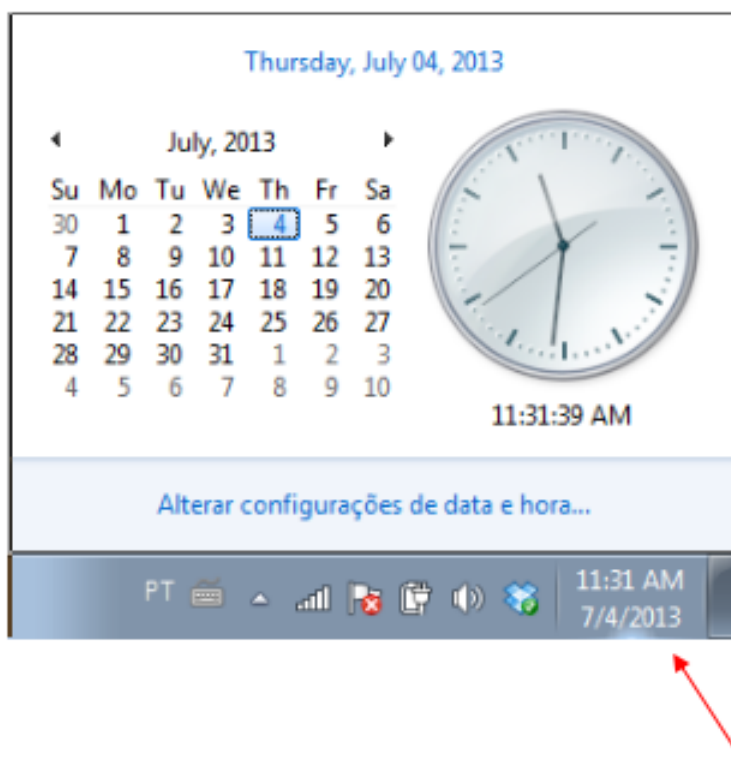 Thursday, July 04, 2013
July, 2013
Su Mo Tu We Th Fr Sa
30 1 2 3 4 5 6
7 8 9 10 11 12 13
14 15 16 17 18 19 20
21 22 23 24 25 26 27
28 29 30 31 1 2 3
4 5 6 7 8 9 10
11:31:39 AM
Alterar configurações de data e hora...
PT
11:31 AM
7/4/2013